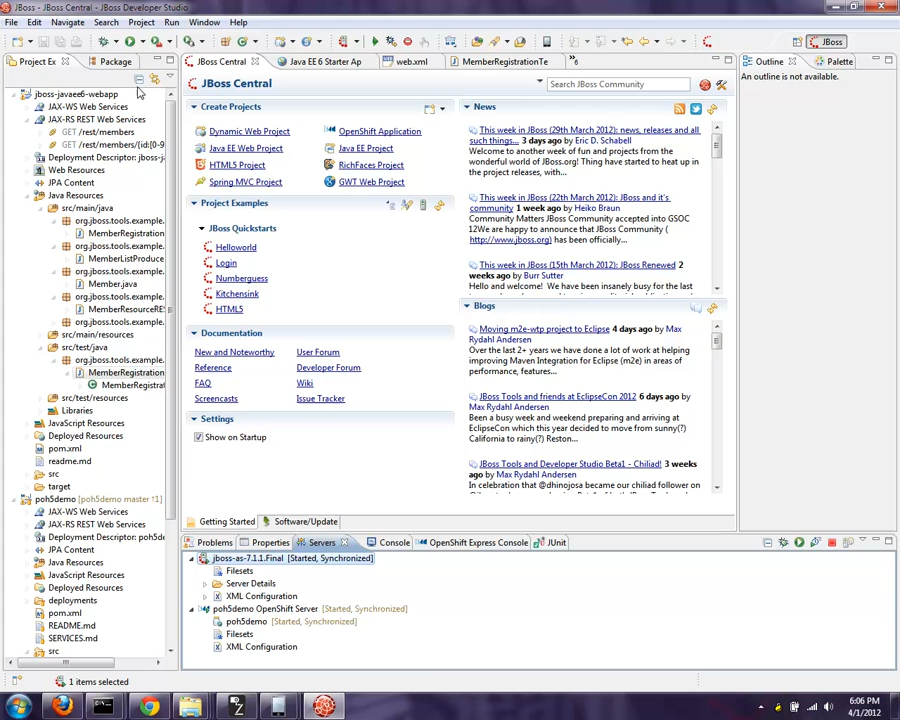 JBoss - JBoss Central - JBoss Developer Studio
File Edit Navigate Search Project Run Window Help
JBoss
Project Ex
Package
JBoss Central
Java EE 6 Starter Ap
web.xml
MemberRegistrationTe
6
Outline
Palette
jboss-javaee6-webapp
JAX-WS Web Services
JAX-RS REST Web Services
GET /rest/members
GET /rest/members/{id:[0-9
Deployment Descriptor: jboss-j
Web Resources
JPA Content
Java Resources
src/main/java
org.jboss.tools.example.
MemberRegistration
org.jboss.tools.example.
MemberListProduce
org.jboss.tools.example.
Member.java
org.jboss.tools.example.
MemberResourceRES
org.jboss.tools.example.
src/main/resources
src/test/java
org.jboss.tools.example.
MemberRegistration
MemberRegistrat
src/test/resources
Libraries
JavaScript Resources
Deployed Resources
pom.xml
readme.md
src
target
poh5demo [poh5demo master ↑1]
JAX-WS Web Services
JAX-RS REST Web Services
Deployment Descriptor: poh5de
JPA Content
Java Resources
JavaScript Resources
Deployed Resources
deployments
pom.xml
README.md
SERVICES.md
src
JBoss Central
Search JBoss Community
Create Projects
Dynamic Web Project
OpenShift Application
Java EE Web Project
Java EE Project
HTML5 Project
RichFaces Project
Spring MVC Project
GWT Web Project
Project Examples
JBoss Quickstarts
Helloworld
Login
Numberguess
Kitchensink
HTML5
Documentation
New and Noteworthy
User Forum
Reference
Developer Forum
FAQ
Wiki
Screencasts
Issue Tracker
Settings
Show on Startup
Getting Started
Software/Update
News
This week in JBoss (29th March 2012): news, releases and all
such things... 3 days ago by Eric D. Schabell
Welcome to another week of fun and projects from the
wonderful world of JBoss.org! Thing have started to heat up in
the project releases, with...
This week in JBoss (22th March 2012): JBoss and it's
community 1 week ago by Heiko Braun
Community Matters JBoss Community accepted into GSOC
12We are happy to announce that JBoss Community (
http://www.jboss.org) has been officially...
This week in JBoss (15th March 2012): JBoss Renewed 2
weeks ago by Burr Sutter
Hello and welcome! We have been insanely busy for the last
Blogs
Moving m2e-wtp project to Eclipse 4 days ago by Max
Rydahl Andersen
Over the last 2+ years we have done a lot of work at helping
improving Maven Integration for Eclipse (m2e) in areas of
performance, features...
JBoss Tools and friends at EclipseCon 2012 6 days ago by
Max Rydahl Andersen
Been a busy week and weekend preparing and arriving at
EclipseCon which this year decided to move from sunny(?)
California to rainy(?) Reston...
JBoss Tools and Developer Studio Beta1 - Chiliad! 3 weeks
ago by Max Rydahl Andersen
In celebration that @dhinojosa became our chiliad follower on
An outline is not available.
Problems
Properties
Servers
Console
OpenShift Express Console
JUnit
jboss-as-7.1.1.Final [Started, Synchronized]
Filesets
Server Details
XML Configuration
poh5demo OpenShift Server [Started, Synchronized]
poh5demo [Started, Synchronized]
Filesets
XML Configuration
1 items selected
6:06 PM
4/1/2012